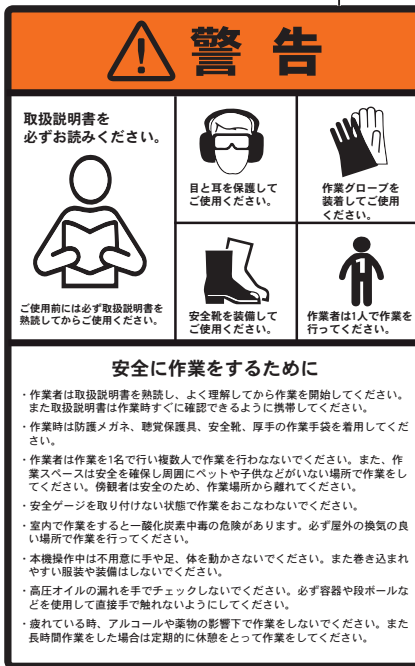 警告
取扱説明書を
必ずお読みください。
ご使用前には必ず取扱説明書を
熟読してからご使用ください。
目と耳を保護して
ご使用ください。
作業グローブを
装着してご使用
ください。
安全靴を装備して
ご使用ください。
1
作業者は1人で作業を
行ってください。
安全に作業をするために
・作業者は取扱説明書を熟読し、よく理解してから作業を開始してください。
また取扱説明書は作業時すぐに確認できるように携帯してください。
・作業時は防護メガネ、聴覚保護具、安全靴、厚手の作業手袋を着用してくだ
さい。
・作業者は作業を1名で行い複数人で作業を行わなないでください。また、作
業スペースは安全を確保し周囲にペットや子供などがいない場所で作業をし
てください。傍観者は安全のため、作業場所から離れてください。
・安全ゲージを取り付けない状態で作業をおこなわないでください。
・室内で作業をすると一酸化炭素中毒の危険があります。必ず屋外の換気の良
い場所で作業を行ってください。
・本機操作中は不用意に手や足、体を動かさないでください。また巻き込まれ
やすい服装や装備はしないでください。
・高圧オイルの漏れを手でチェックしないでください。必ず容器や段ボールな
どを使用して直接手で触れないようにしてください。
・疲れている時、アルコールや薬物の影響下で作業をしないでください。また
長時間作業をした場合は定期的に休憩をとって作業をしてください。